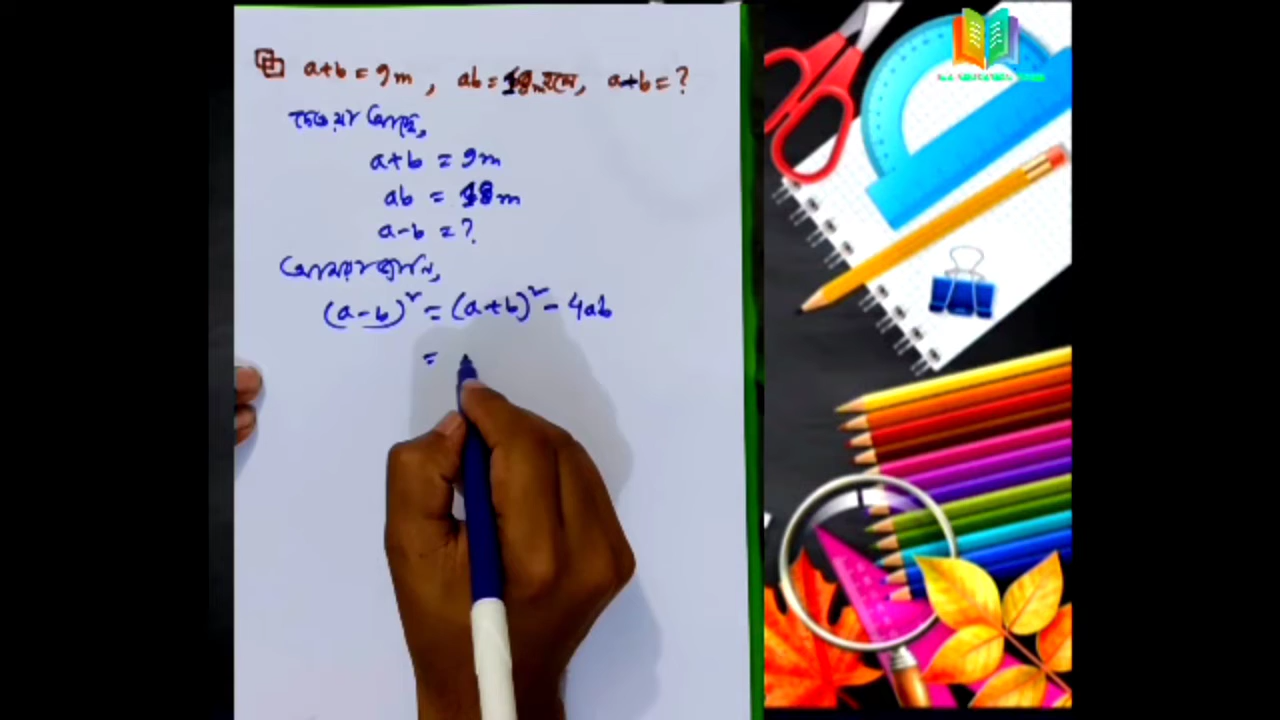 a+b = 9m, ab = 18m হলে, a-b = ?
দেওয়া আছে,
a+b = 9m
ab = 18m
a-b = ?
আমরা জানি,
(a-b)² = (a+b)² - 4ab
=